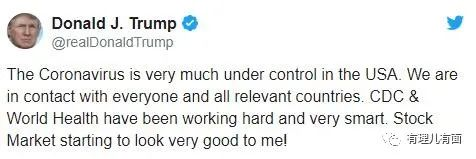 Donald J. Trump
@realDonaldTrump
The Coronavirus is very much under control in the USA. We are
in contact with everyone and all relevant countries. CDC &
World Health have been working hard and very smart. Stock
Market starting to look very good to me!
有理儿有面